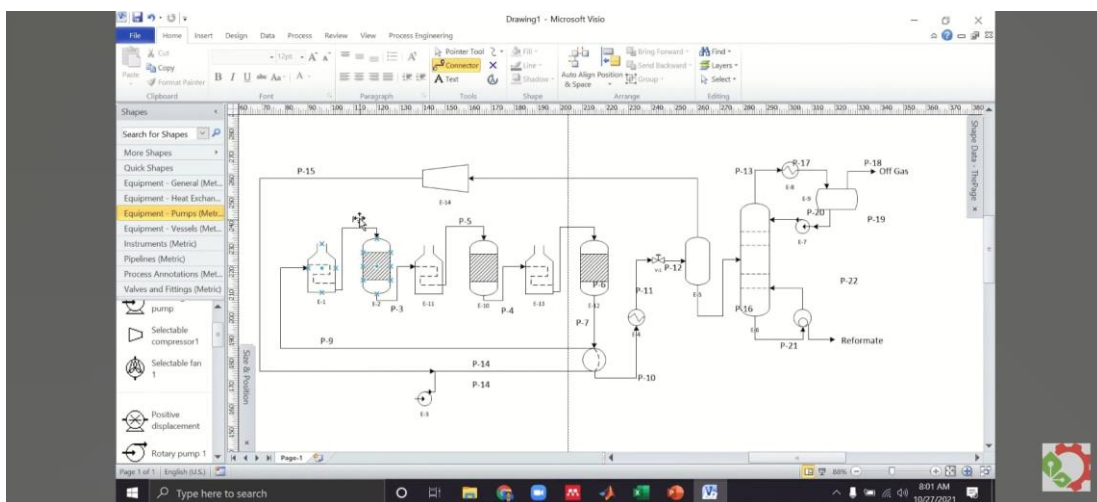 Drawing1 - Microsoft Visio
File Home Insert Design Data Process Review View Process Engineering
Cut
Copy
Format Painter
Paste
Clipboard
12pt
B I U abc Aa A
Font
Paragraph
Pointer Tool
Connector
A Text
Tools
Fill
Line
Shadow
Shape
Auto Align & Space
Position
Bring Forward
Send Backward
Group
Arrange
Find
Layers
Select
Editing
Shapes
Search for Shapes
More Shapes
Quick Shapes
Equipment - General (Met...
Equipment - Heat Exchan...
Equipment - Pumps (Metr...
Equipment - Vessels (Met...
Instruments (Metric)
Pipelines (Metric)
Process Annotations (Met...
Valves and Fittings (Metric)
pump
Selectable compressor1
Selectable fan 1
Positive displacement
Rotary pump 1
Size & Position
Shape Data - ThePage
P-15
E-14
P-13
P-17
E-8
P-18
Off Gas
E-9
P-20
P-19
E-7
P-5
P-6
P-12
P-11
P-22
E-1
E-2
P-3
E-11
E-10
P-4
E-13
E-12
E-5
P-16
E-6
P-7
P-9
P-21
Reformate
P-14
P-14
P-10
E-3
Page-1
Page 1 of 1 English (U.S.)
88%
Type here to search
8:01 AM
10/27/2021